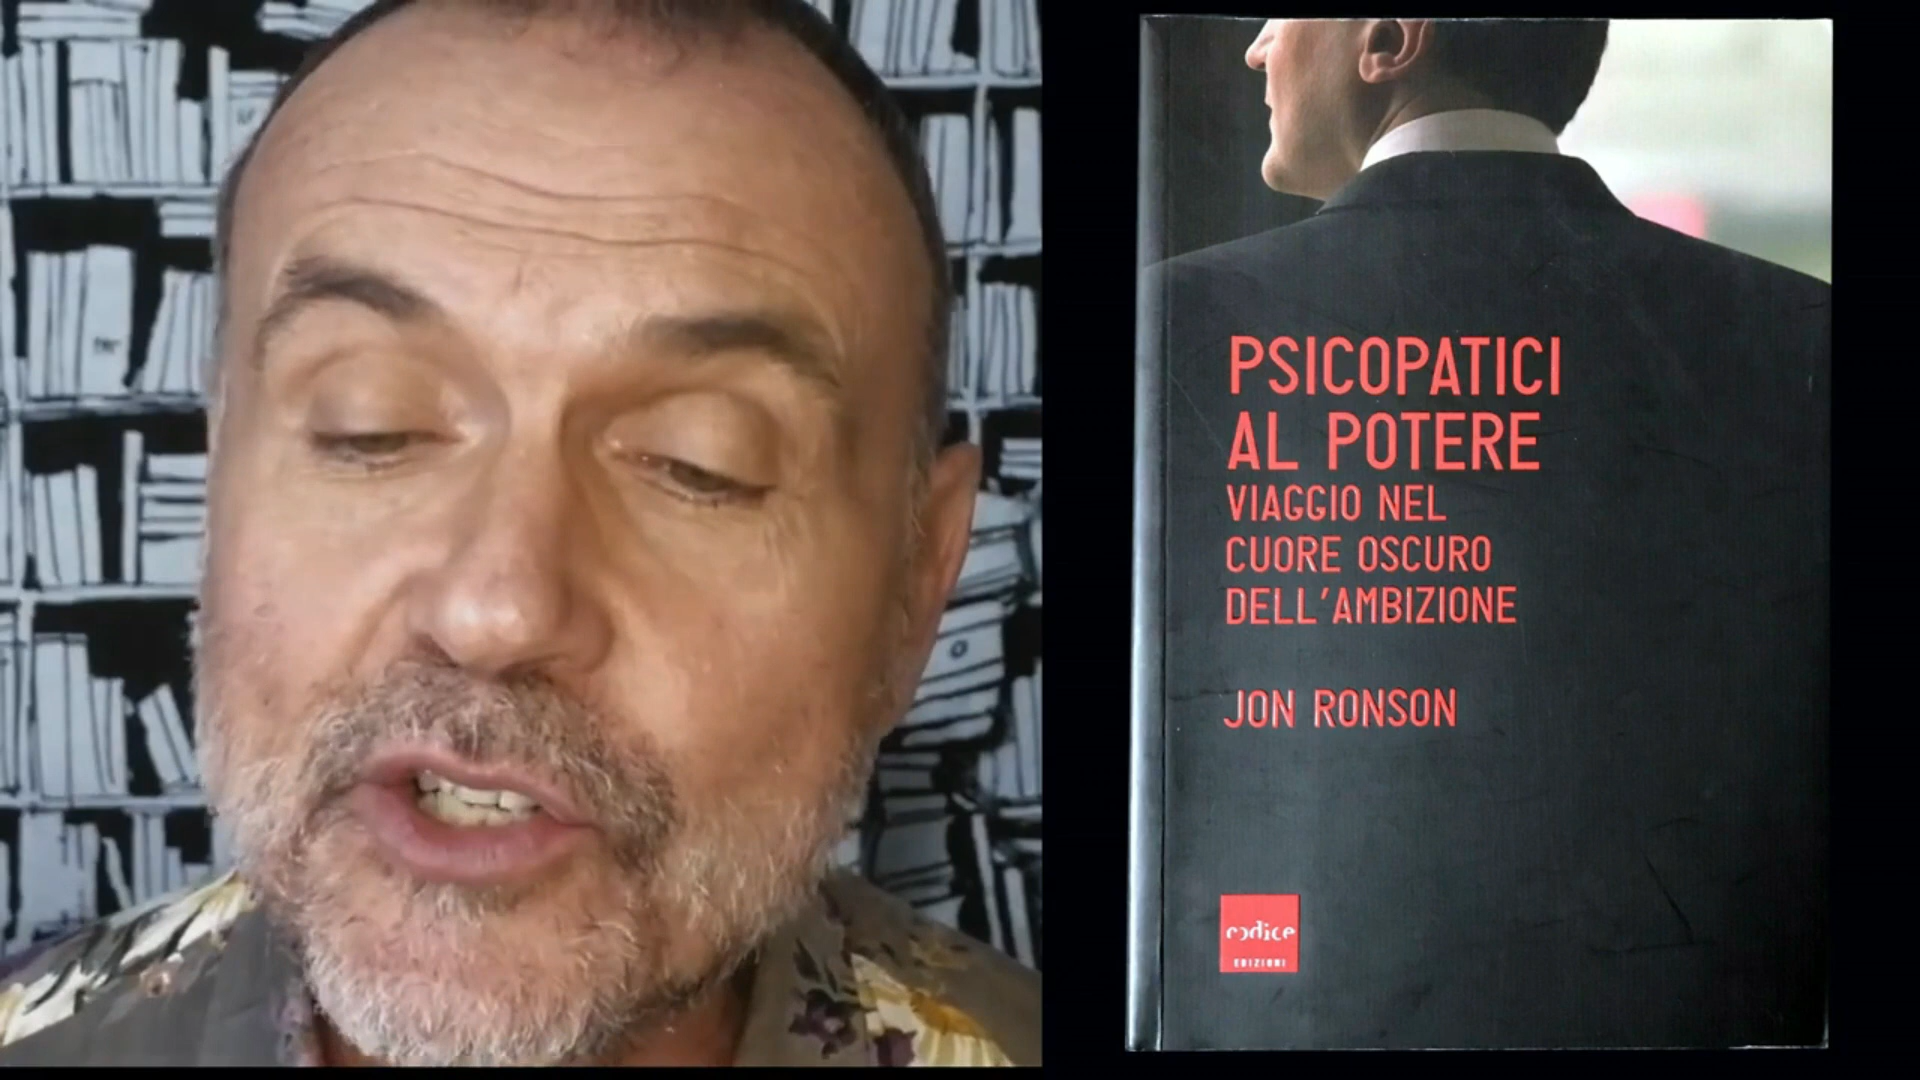 PSICOPATICI
AL POTERE
VIAGGIO NEL
CUORE OSCURO
DELL'AMBIZIONE
JON RONSON
codice
EDIZIONI